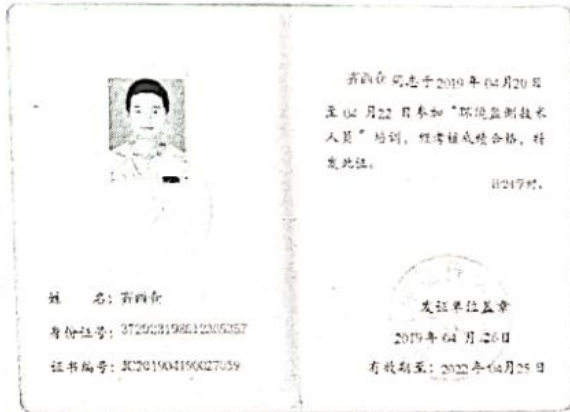 姓 名:
身份证号:
证书编号: JC201904190027059
同志于2019年04月20日
至04月22日参加“环境监测技术
人员”培训,经考核成绩合格,特
发此证。
计24学时。
发证单位盖章
2019年04月26日
有效期至:2022年04月25日